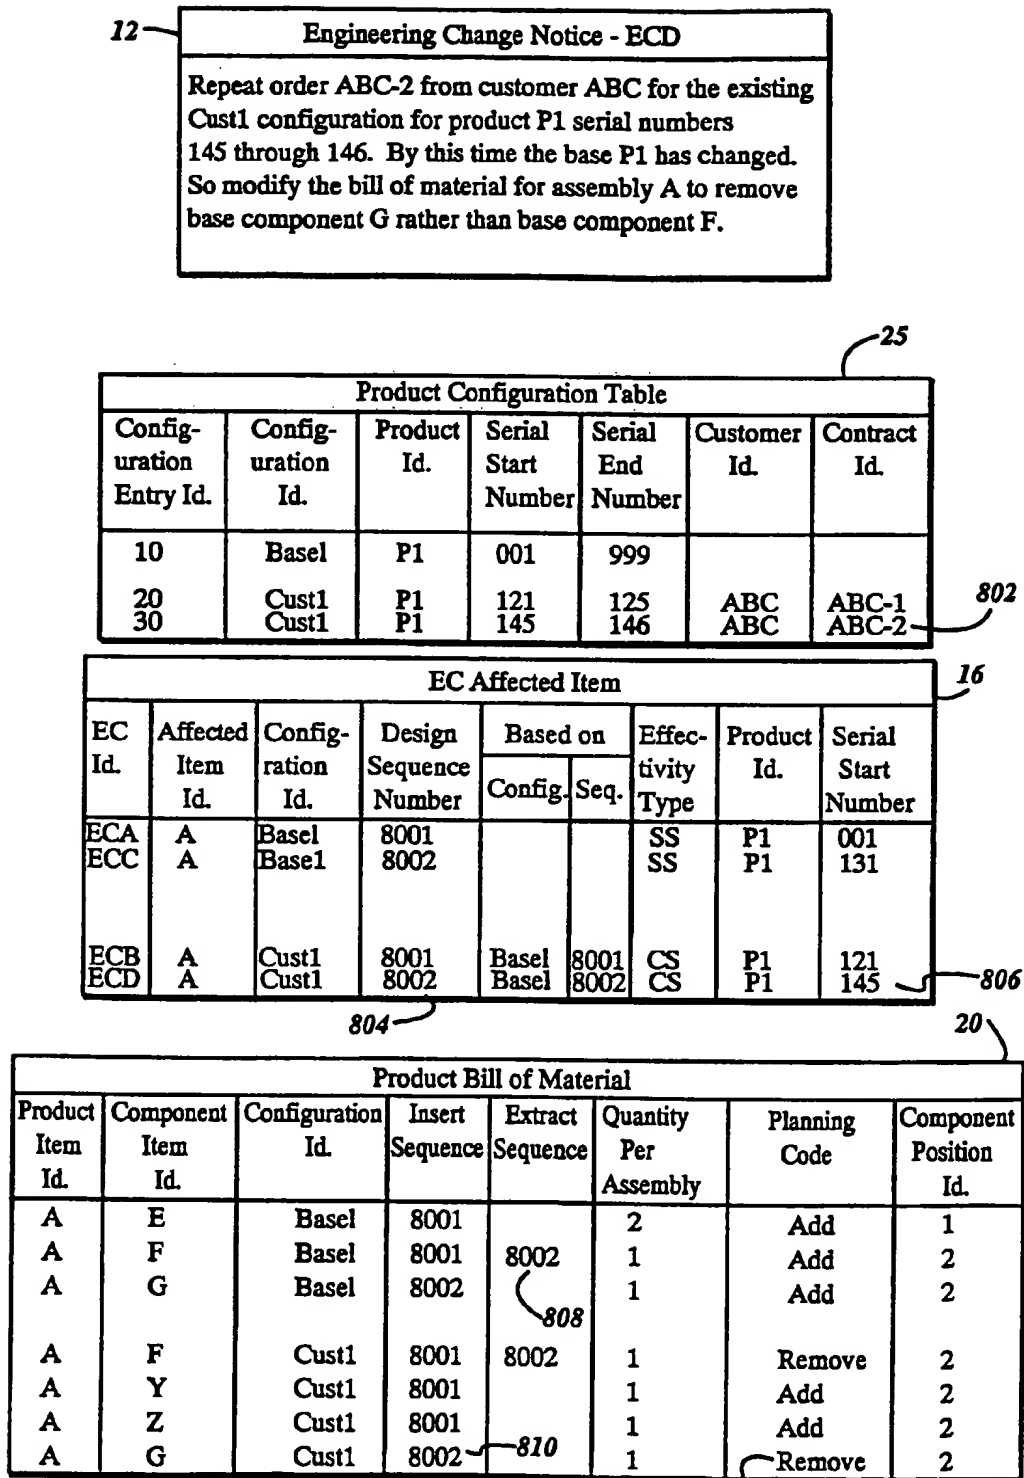 12
Engineering Change Notice - ECD
Repeat order ABC-2 from customer ABC for the existing
Cust1 configuration for product P1 serial numbers
145 through 146. By this time the base P1 has changed.
So modify the bill of material for assembly A to remove
base component G rather than base component F.
25
Product Configuration Table
Config- Config- Product Serial Serial Customer Contract
uration uration Id. Start End Id. Id.
Entry Id. Id. Number Number
10 Basel P1 001 999
20 Cust1 P1 121 125 ABC ABC-1
30 Cust1 P1 145 146 ABC ABC-2
802
EC Affected Item
16
EC Affected Config- Design Based on Effec- Product Serial
Id. Item ration Sequence tivity Id. Start
Id. Id. Number Config. Seq. Type Number
ECA A Basel 8001 SS P1 001
ECC A Base1 8002 SS P1 131
ECB A Cust1 8001 Basel 8001 CS P1 121
ECD A Cust1 8002 Basel 8002 CS P1 145
806
804
20
Product Bill of Material
Product Component Configuration Insert Extract Quantity Planning Component
Item Item Id. Sequence Sequence Per Code Position
Id. Id. Assembly Id.
A E Basel 8001 2 Add 1
A F Basel 8001 8002 1 Add 2
A G Basel 8002 1 Add 2
808
A F Cust1 8001 8002 1 Remove 2
A Y Cust1 8001 1 Add 2
A Z Cust1 8001 1 Add 2
A G Cust1 8002 810 1 Remove 2